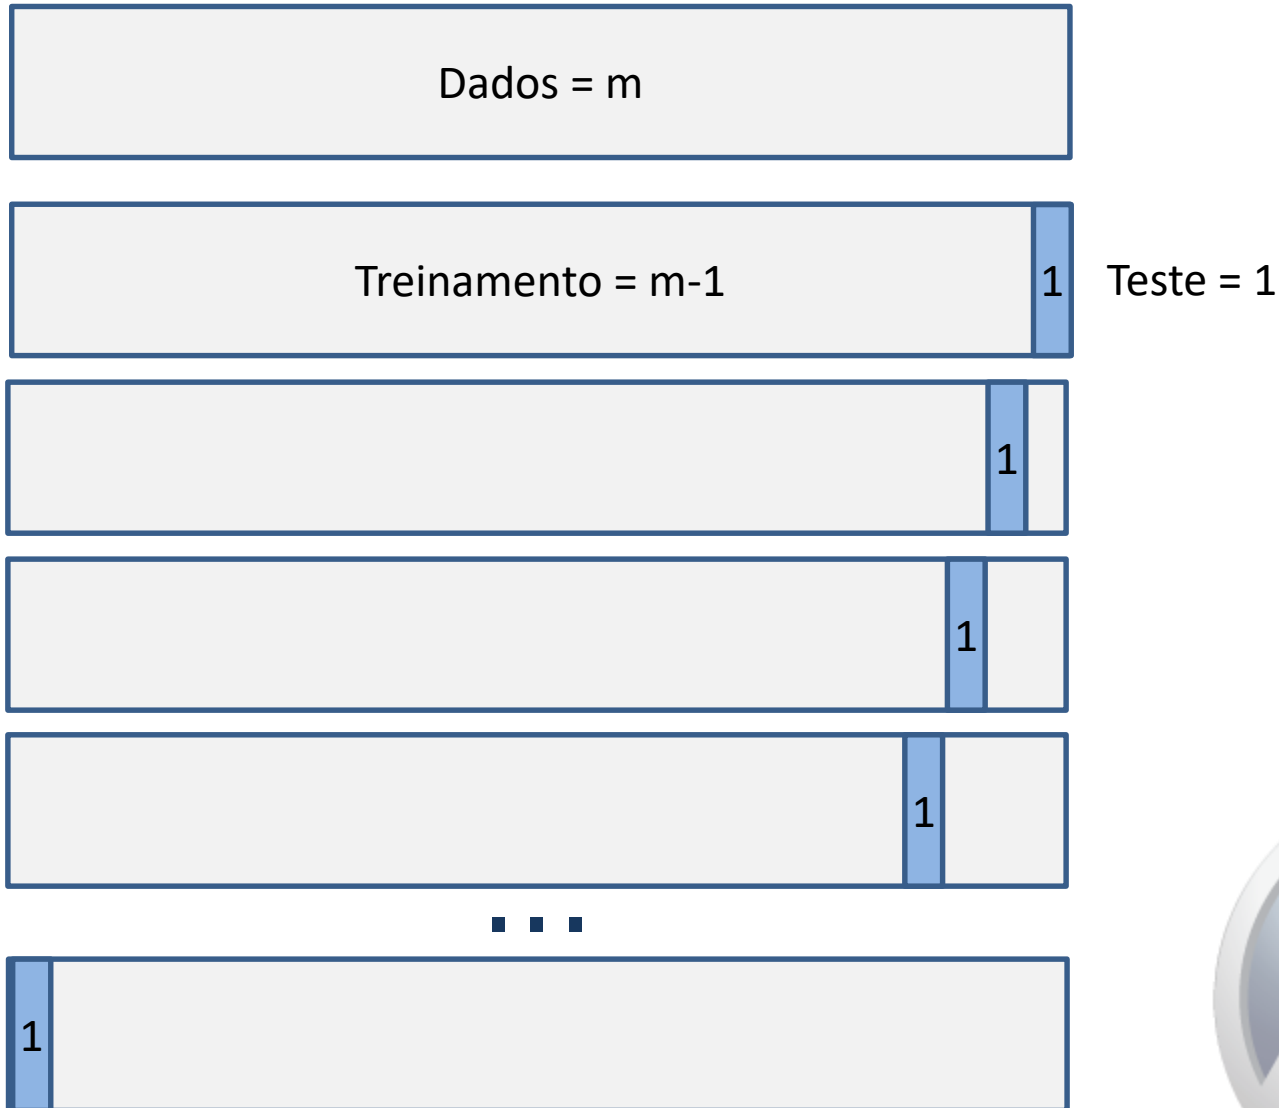 Dados = m
Treinamento = m-1 1 Teste = 1
1
1
1
...
1